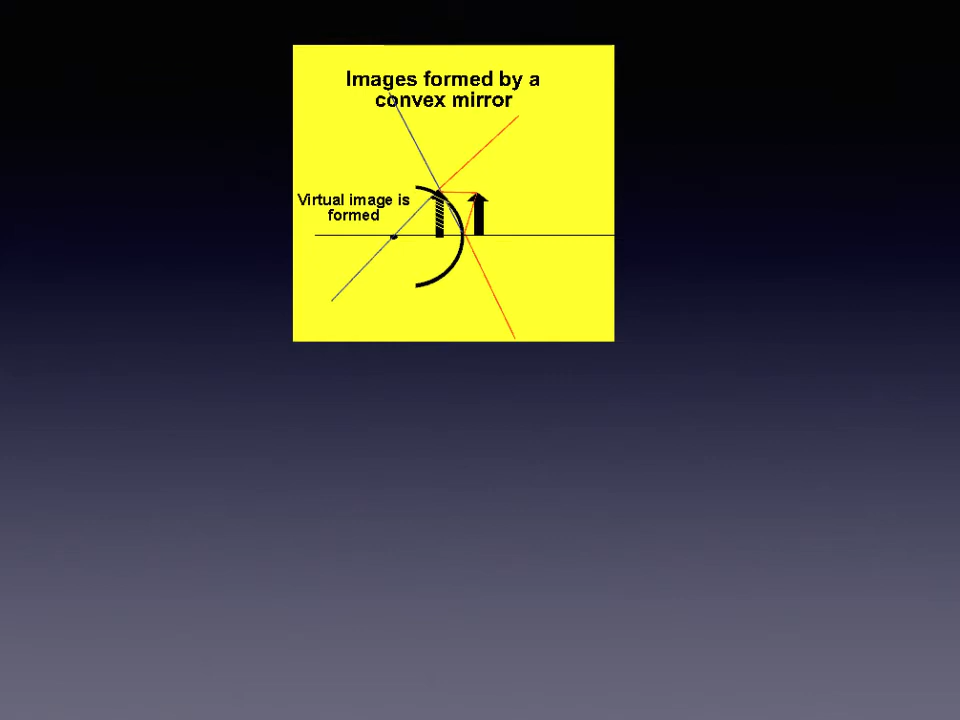 Images formed by a
convex mirror
Virtual image is
formed